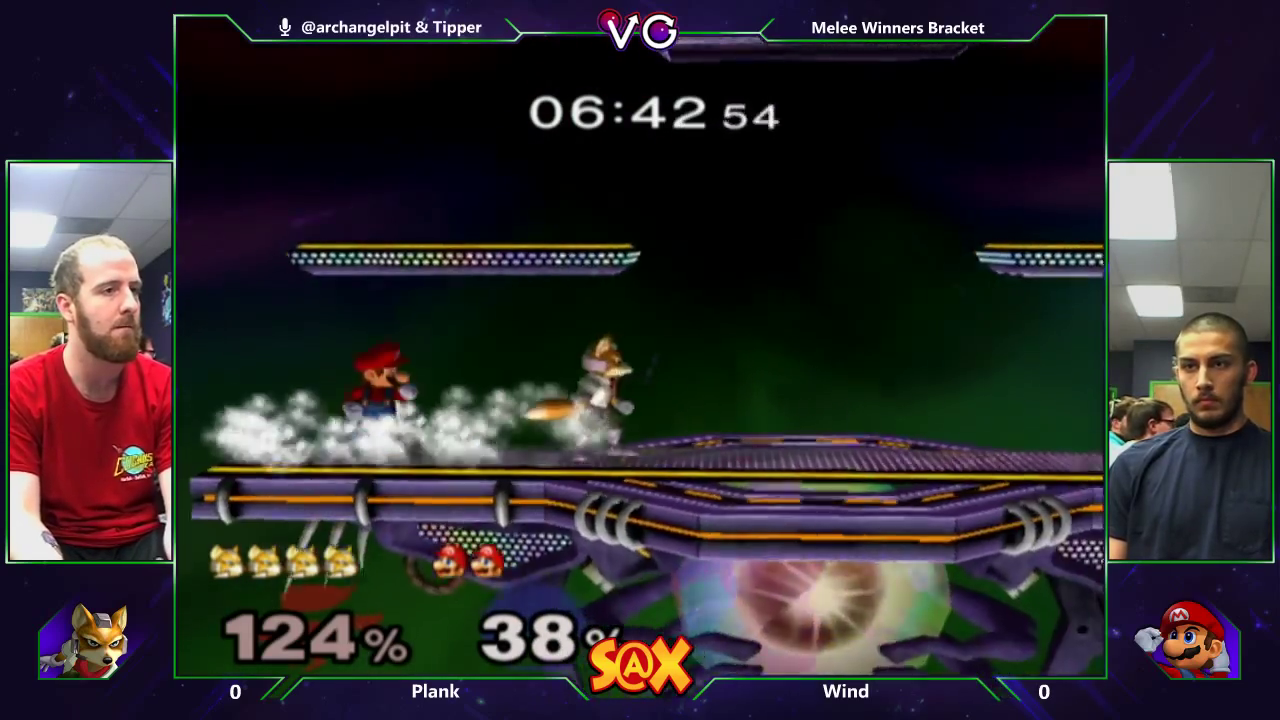 @archangelpit & Tipper
VG
Melee Winners Bracket
06:42 54
124%
38%
S@X
0
Plank
Wind
0